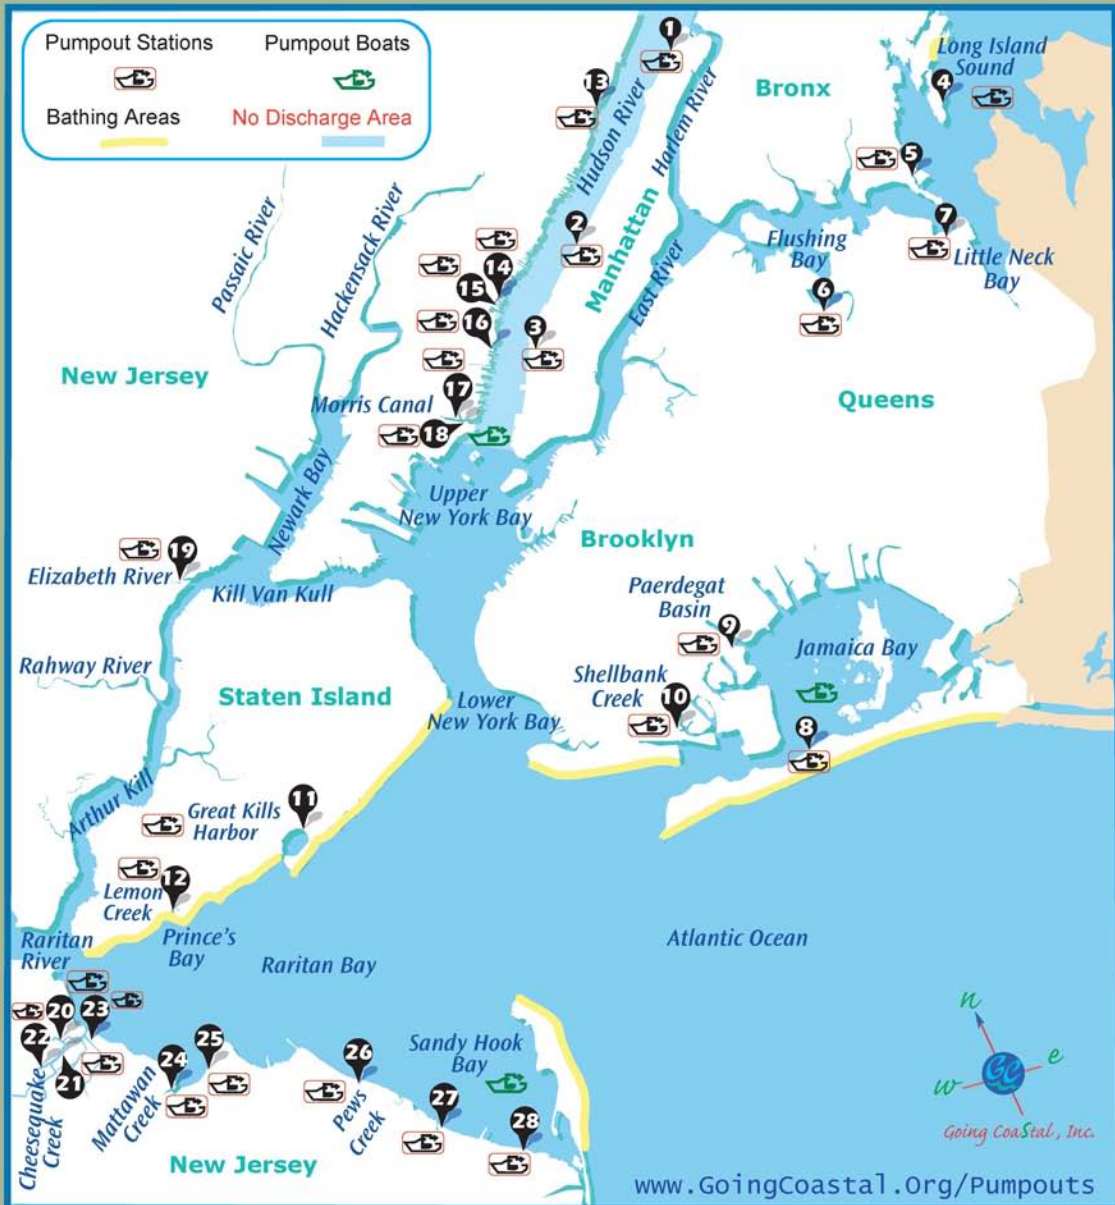 Pumpout Stations
Pumpout Boats
Bathing Areas
No Discharge Area
1
13
Hudson River
Harlem River
Bronx
Long Island
Sound
4
5
7
Little Neck
Bay
Flushing
Bay
6
2
Manhattan
East River
Passaic River
Hackensack River
14
15
16
3
New Jersey
Morris Canal
17
18
Queens
Newark Bay
Upper
New York Bay
Brooklyn
19
Elizabeth River
Kill Van Kull
Paerdegat
Basin
9
Jamaica Bay
Rahway River
Staten Island
Lower
New York Bay
Shellbank
Creek
10
8
Arthur Kill
Great Kills
Harbor
11
Lemon
Creek
12
Raritan
River
Prince's
Bay
Raritan Bay
Atlantic Ocean
20
23
22
21
Cheesequake
Creek
24
Mattawan
Creek
25
26
Pews
Creek
Sandy Hook
Bay
27
28
New Jersey
n
e
w
GC
Going CoaStal, Inc.
www.GoingCoastal.Org/Pumpouts